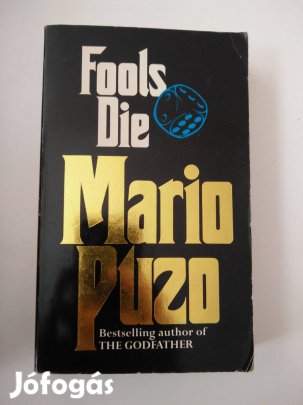 Fools
Die
Mario
Puzo
Bestselling author of
THE GODFATHER
Jófogás